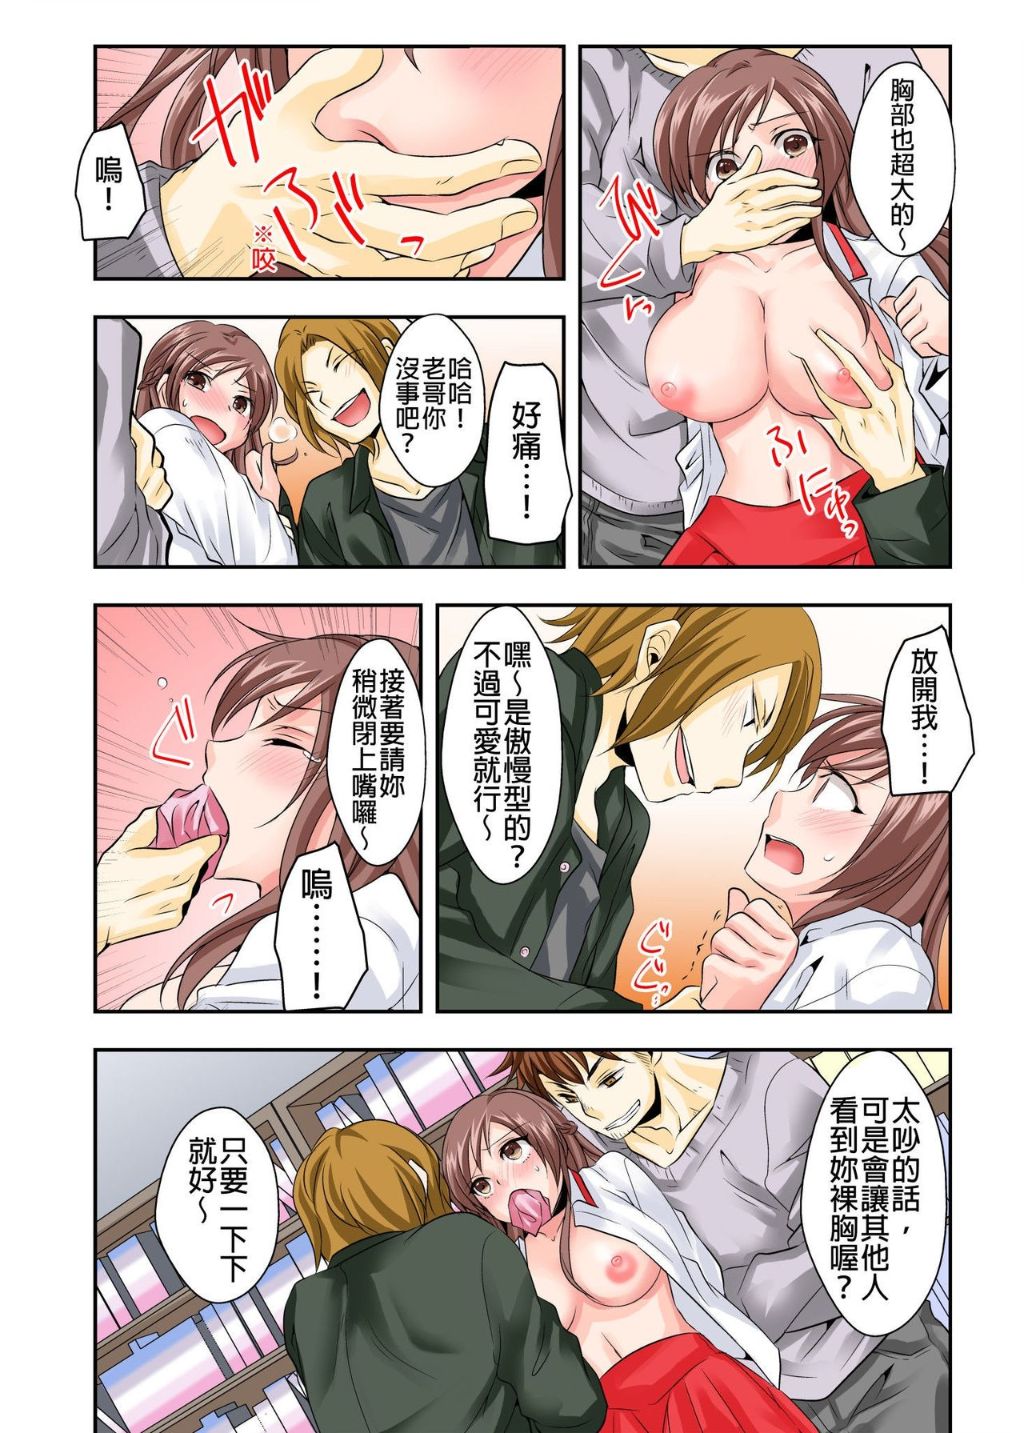 胸部也超大的～
ビクッ
ふにゅっ
ガッ
嗚！
※咬
好痛…！
哈哈！
老哥你
沒事吧？
放開我…！
嘿～是傲慢型的？
不過可愛就行～
ぐぐっ
接著要請妳
稍微閉上嘴囉～
ぐ
嗚……！
太吵的話，
可是會讓其他人
看到妳裸胸喔？
只要一下下
就好～